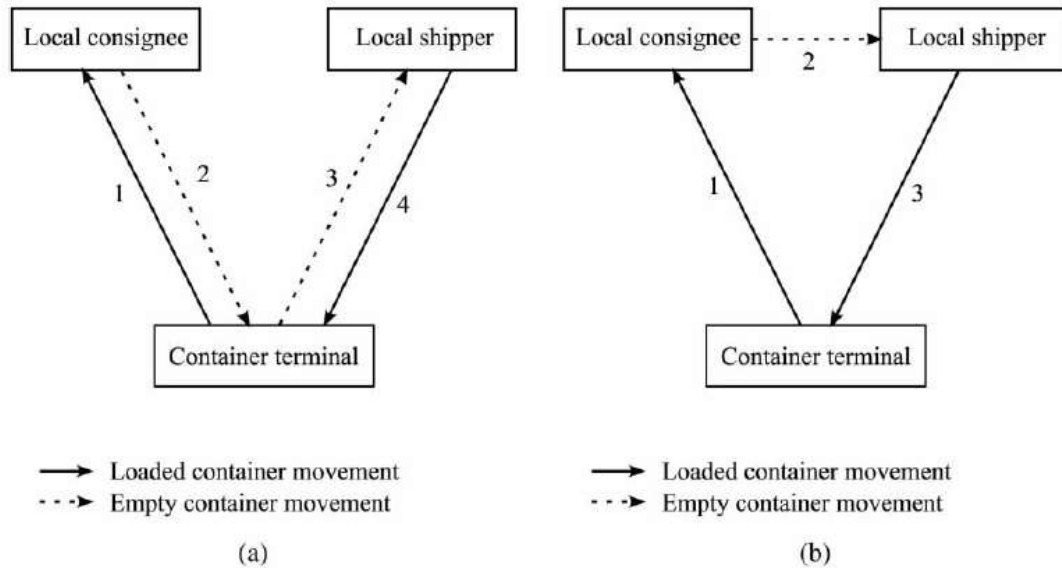 Local consignee
Local shipper
1
2
3
4
Container terminal
Loaded container movement
Empty container movement
(a)
Local consignee
2
Local shipper
1
3
Container terminal
Loaded container movement
Empty container movement
(b)